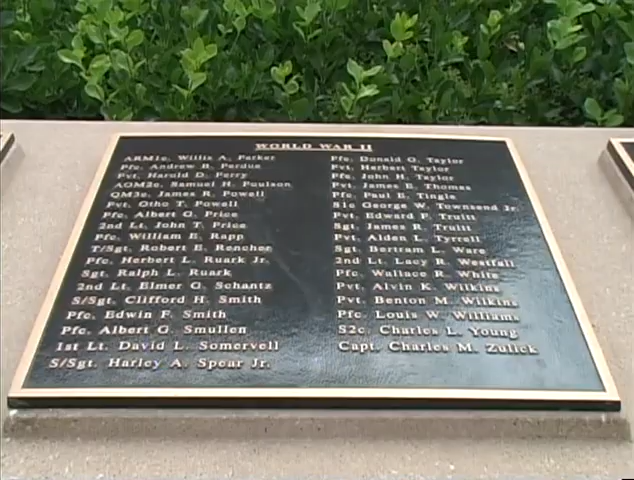 WORLD WAR II
ARM1c. Willis A. Parker
Pfc. Andrew B. Perdue
Pvt. Harold D. Perry
AOM2c. Samuel H. Poulson
QM3c. James R. Powell
Pvt. Otho T. Powell
Pfc. Albert G. Price
2nd Lt. John T. Price
Pfc. William E. Rapp
T/Sgt. Robert E. Rencher
Pfc. Herbert L. Ruark Jr.
Sgt. Ralph L. Ruark
2nd Lt. Elmer G. Schantz
S/Sgt. Clifford H. Smith
Pfc. Edwin F. Smith
Pfc. Albert G. Smullen
1st Lt. David L. Somervell
S/Sgt. Harley A. Spear Jr.
Pfc. Donald G. Taylor
Pvt. Herbert Taylor
Pfc. John H. Taylor
Pvt. James E. Thomas
Pfc. Paul E. Tingle
S1c George W. Townsend Jr.
Pvt. Edward F. Truitt
Sgt. James R. Truitt
Pvt. Alden L. Tyrrell
Sgt. Bertram L. Ware
2nd Lt. Lacy R. Westfall
Pfc. Wallace R. White
Pvt. Alvin K. Wilkins
Pvt. Benton M. Wilkins
Pfc. Louis W. Williams
S2c. Charles L. Young
Capt. Charles M. Zulick